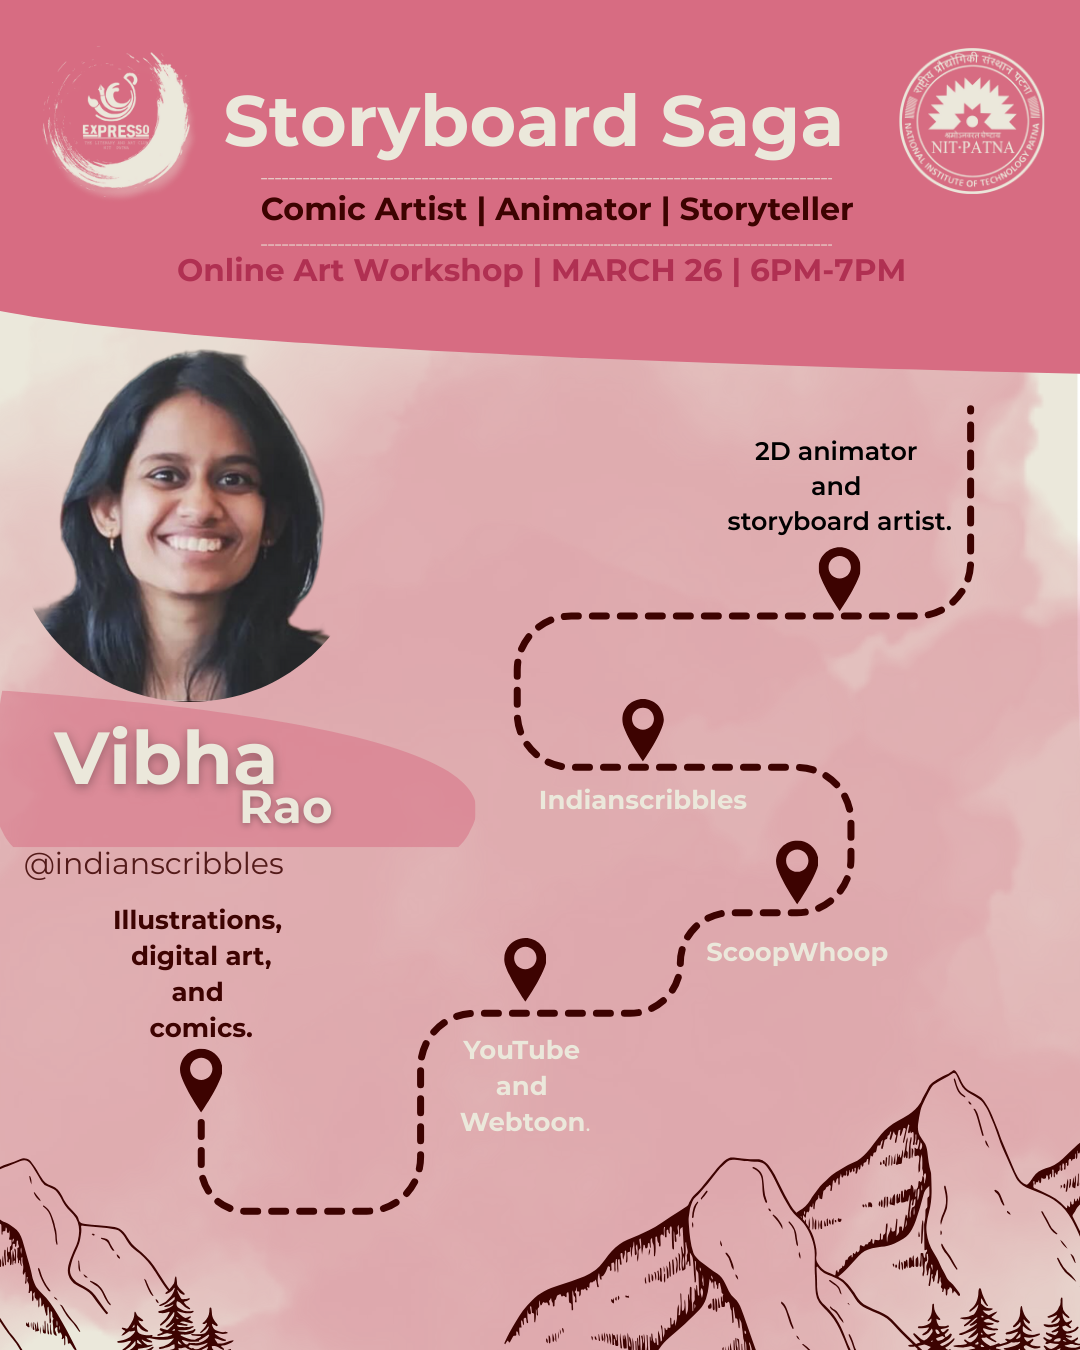 EXPRESSO
Storyboard Saga
राष्ट्रीय प्रौद्योगिकी संस्थान पटना
NIT-PATNA
NATIONAL INSTITUTE OF TECHNOLOGY PATNA
Comic Artist | Animator | Storyteller
Online Art Workshop | MARCH 26 | 6PM-7PM
2D animator
and
storyboard artist.
Vibha
Rao
@indianscribbles
Indianscribbles
ScoopWhoop
Illustrations,
digital art,
and
comics.
YouTube
and
Webtoon.